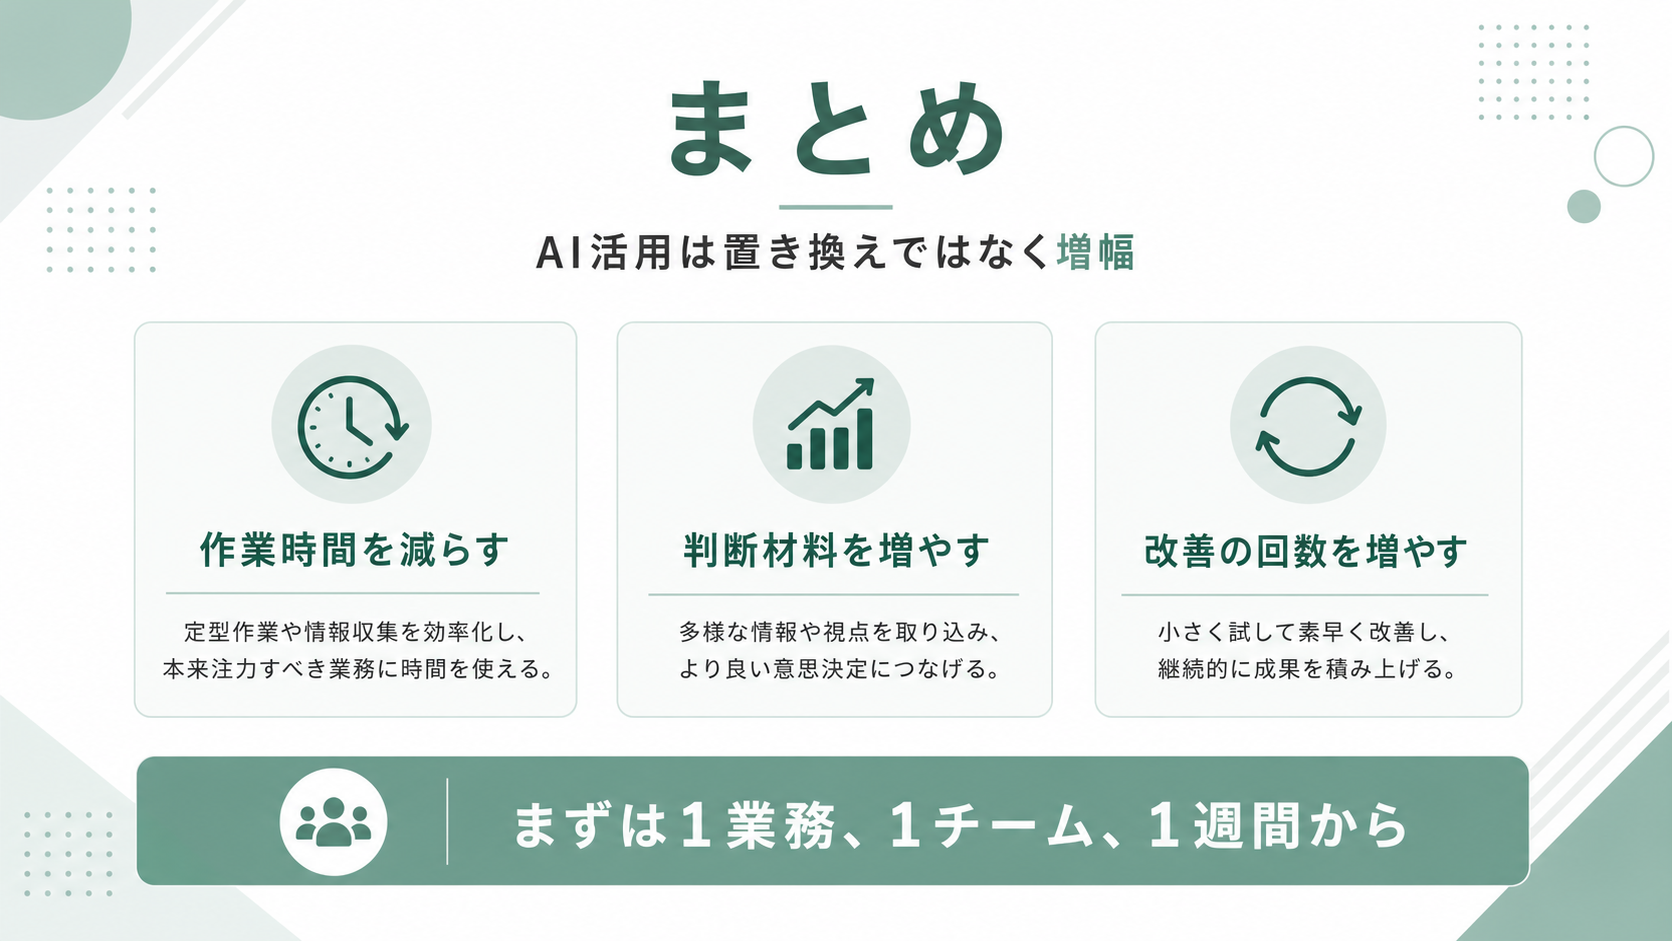 まとめ
AI活用は置き換えではなく増幅
作業時間を減らす
定型作業や情報収集を効率化し、
本来注力すべき業務に時間を使える。
判断材料を増やす
多様な情報や視点を取り込み、
より良い意思決定につなげる。
改善の回数を増やす
小さく試して素早く改善し、
継続的に成果を積み上げる。
まずは1業務、1チーム、1週間から